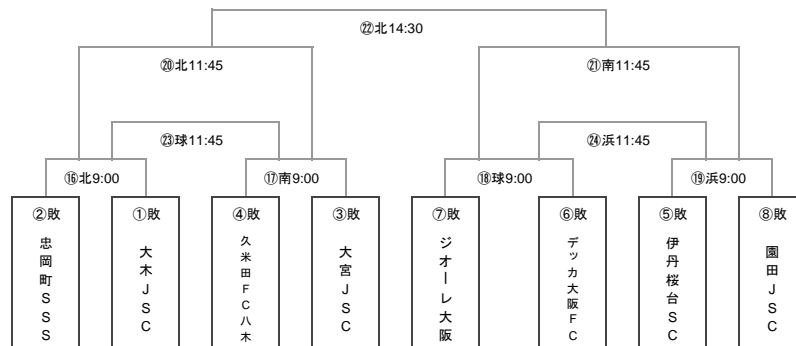 ㉒北14:30
⑳北11:45
㉑南11:45
㉓球11:45
㉔浜11:45
⑯北9:00
⑰南9:00
⑱球9:00
⑲浜9:00
②敗
①敗
④敗
③敗
⑦敗
⑥敗
⑤敗
⑧敗
忠岡町SSS
大木JSC
久米田FC八木
大宮JSC
ジオーレ大阪
デッカ大阪FC
伊丹桜台SC
園田JSC